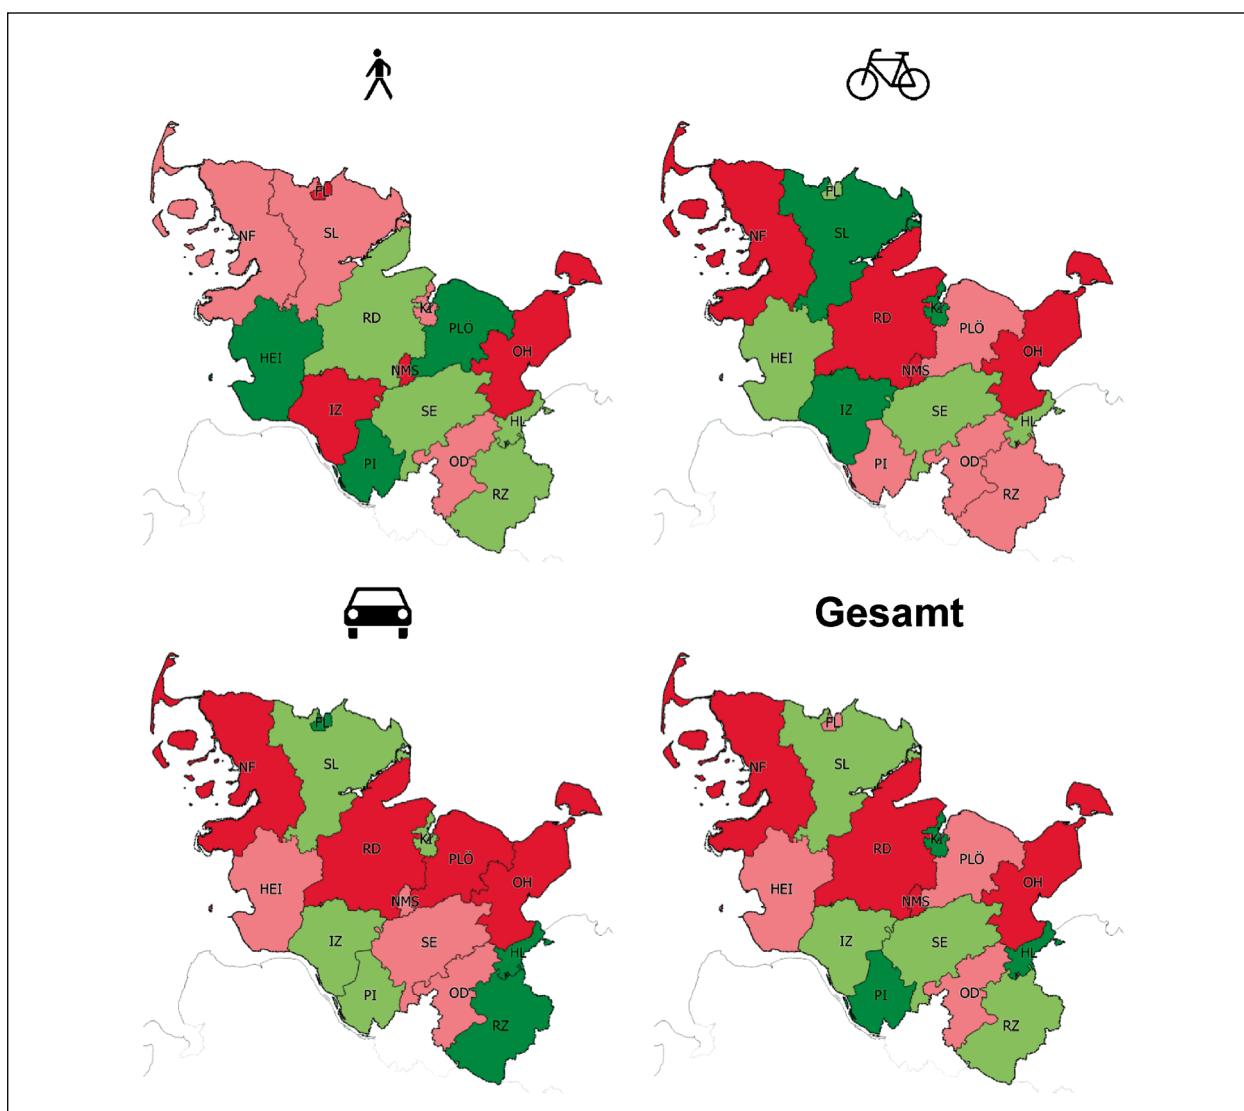 FL
NF
SL
RD
KI
PLÖ
HEI
OH
NMS
IZ
SE
HL
PI
OD
RZ
FL
NF
SL
RD
KI
PLÖ
HEI
OH
NMS
IZ
SE
HL
PI
OD
RZ
Gesamt
FL
NF
SL
RD
KI
PLÖ
HEI
OH
NMS
IZ
SE
HL
PI
OD
RZ
FL
NF
SL
RD
KI
PLÖ
HEI
OH
NMS
IZ
SE
HL
PI
OD
RZ